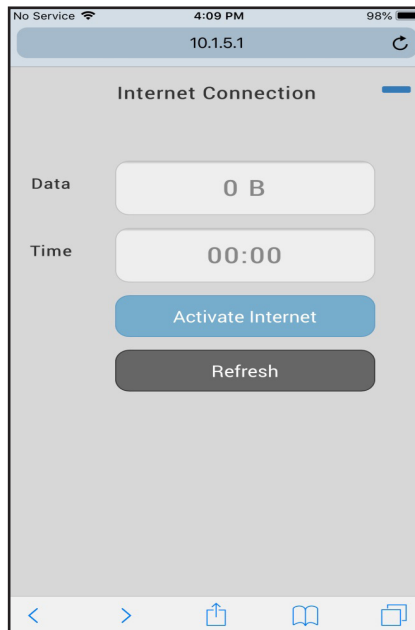 No Service 4:09 PM 98%
10.1.5.1
Internet Connection
Data 0 B
Time 00:00
Activate Internet
Refresh